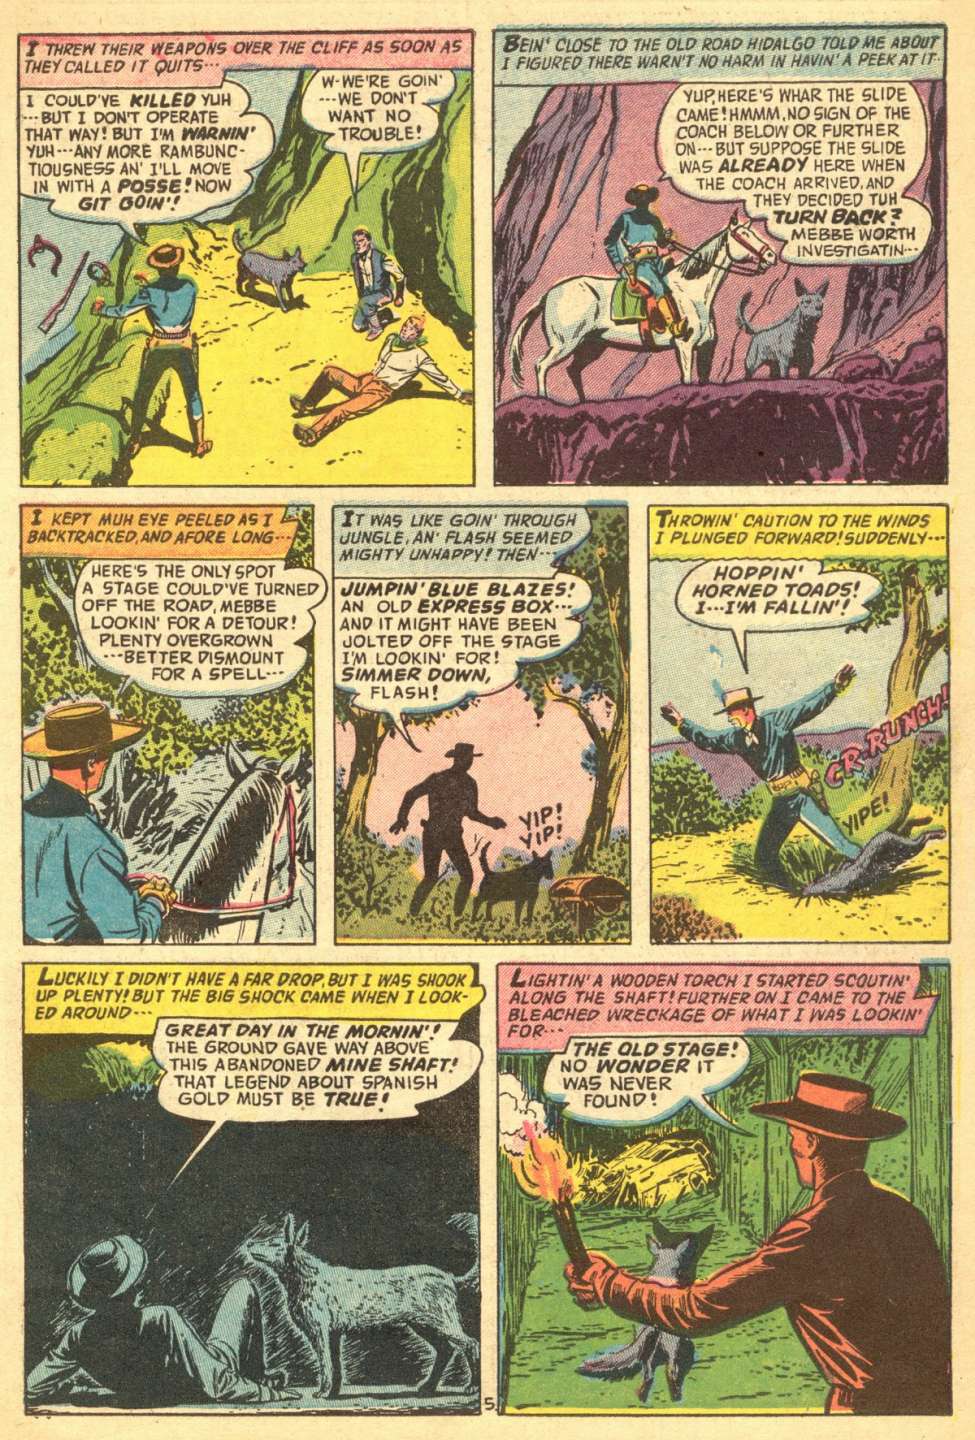 I THREW THEIR WEAPONS OVER THE CLIFF AS SOON AS
THEY CALLED IT QUITS---
I COULD'VE KILLED YUH
---BUT I DON'T OPERATE
THAT WAY! BUT I'M WARNIN'
YUH---ANY MORE RAMBUNC-
TIOUSNESS AN' I'LL MOVE
IN WITH A POSSE! NOW
GIT GOIN'!
W-WE'RE GOIN'
---WE DON'T
WANT NO
TROUBLE!
BEIN' CLOSE TO THE OLD ROAD HIDALGO TOLD ME ABOUT
I FIGURED THERE WARN'T NO HARM IN HAVIN' A PEEK AT IT--
YUP, HERE'S WHAR THE SLIDE
CAME! HMMM, NO SIGN OF THE
COACH BELOW OR FURTHER
ON---BUT SUPPOSE THE SLIDE
WAS ALREADY HERE WHEN
THE COACH ARRIVED, AND
THEY DECIDED TUH
TURN BACK?
MEBBE WORTH
INVESTIGATIN---
I KEPT MUH EYE PEELED AS I
BACKTRACKED, AND AFORE LONG---
HERE'S THE ONLY SPOT
A STAGE COULD'VE TURNED
OFF THE ROAD, MEBBE
LOOKIN' FOR A DETOUR!
PLENTY OVERGROWN
---BETTER DISMOUNT
FOR A SPELL---
IT WAS LIKE GOIN' THROUGH
JUNGLE, AN' FLASH SEEMED
MIGHTY UNHAPPY! THEN---
JUMPIN' BLUE BLAZES!
AN OLD EXPRESS BOX---
AND IT MIGHT HAVE BEEN
JOLTED OFF THE STAGE
I'M LOOKIN' FOR!
SIMMER DOWN,
FLASH!
YIP!
YIP!
THROWIN' CAUTION TO THE WINDS
I PLUNGED FORWARD! SUDDENLY---
HOPPIN'
HORNED TOADS!
I---I'M FALLIN'!
CR-RUNCH!
YIPE!
LUCKILY I DIDN'T HAVE A FAR DROP, BUT I WAS SHOOK
UP PLENTY! BUT THE BIG SHOCK CAME WHEN I LOOK-
ED AROUND---
GREAT DAY IN THE MORNIN'!
THE GROUND GAVE WAY ABOVE
THIS ABANDONED MINE SHAFT!
THAT LEGEND ABOUT SPANISH
GOLD MUST BE TRUE!
LIGHTIN' A WOODEN TORCH I STARTED SCOUTIN'
ALONG THE SHAFT! FURTHER ON I CAME TO THE
BLEACHED WRECKAGE OF WHAT I WAS LOOKIN'
FOR---
THE OLD STAGE!
NO WONDER IT
WAS NEVER
FOUND!
5.